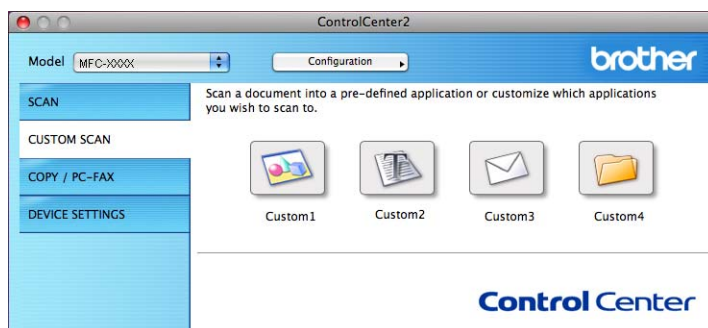 ControlCenter2
Model MFC-XXXX Configuration brother
SCAN
Scan a document into a pre-defined application or customize which applications
you wish to scan to.
CUSTOM SCAN
COPY / PC-FAX
DEVICE SETTINGS
Custom1 Custom2 Custom3 Custom4
Control Center